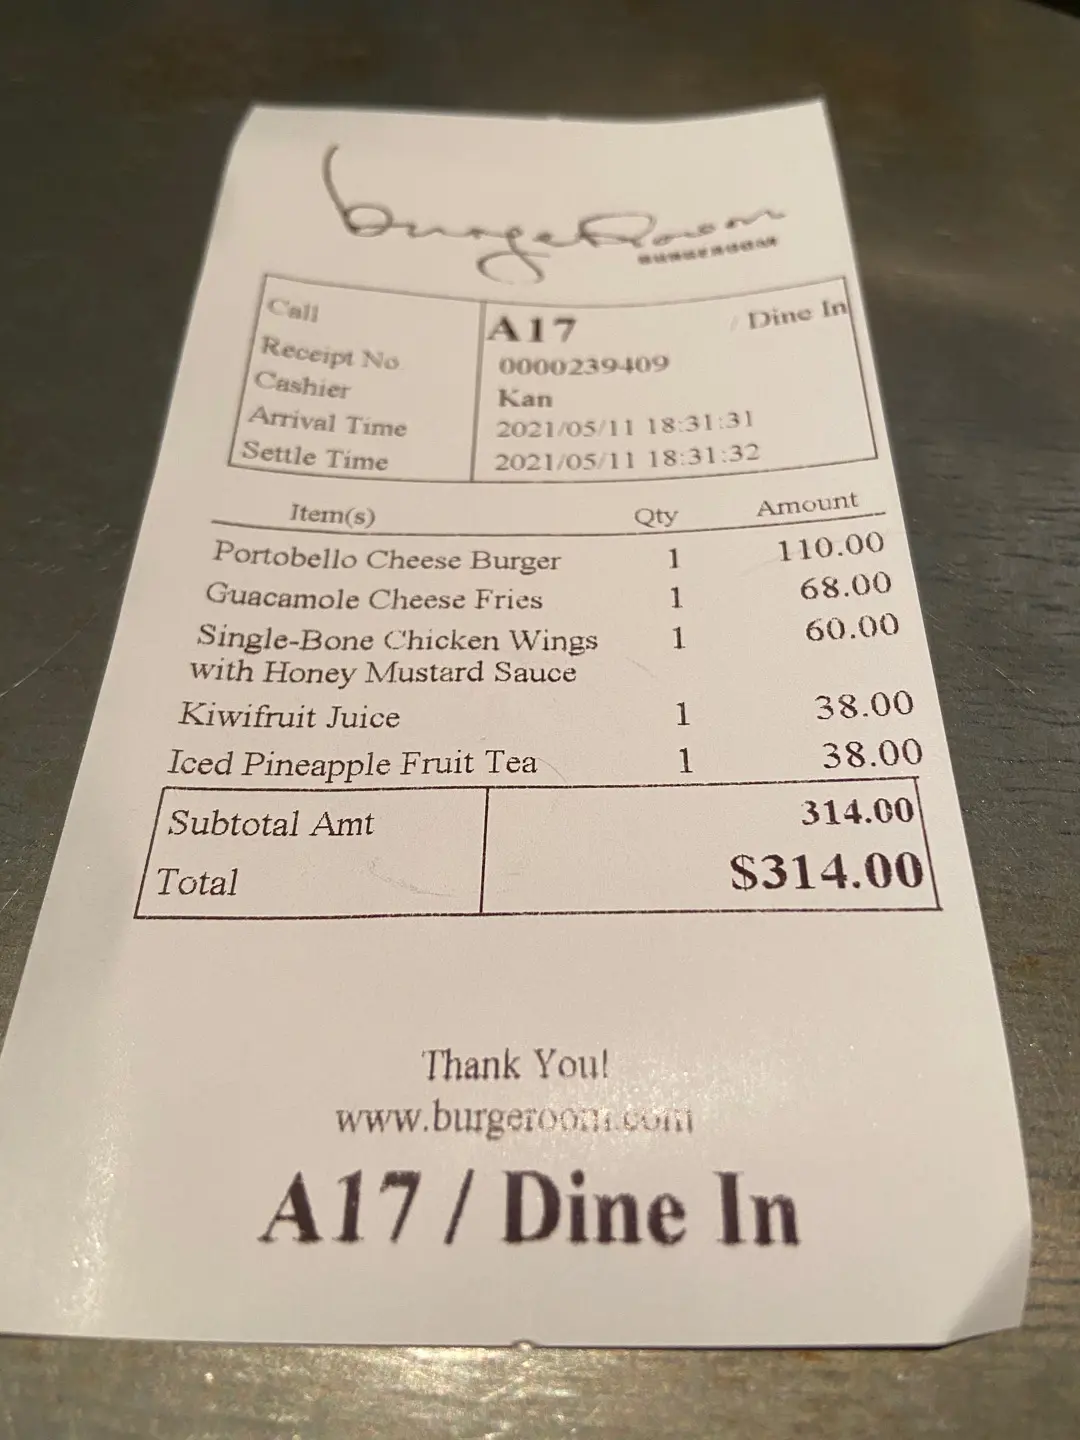 burgeRoom
BURGEROOM
Call A17 / Dine In
Receipt No 0000239409
Cashier Kan
Arrival Time 2021/05/11 18:31:31
Settle Time 2021/05/11 18:31:32
Item(s) Qty Amount
Portobello Cheese Burger 1 110.00
Guacamole Cheese Fries 1 68.00
Single-Bone Chicken Wings 1 60.00
with Honey Mustard Sauce
Kiwifruit Juice 1 38.00
Iced Pineapple Fruit Tea 1 38.00
Subtotal Amt 314.00
Total $314.00
Thank You!
www.burgeroom.com
A17 / Dine In